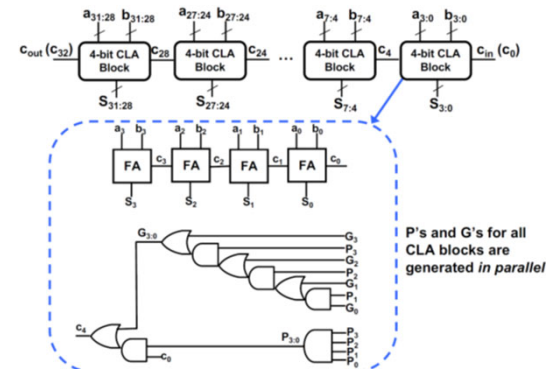 a31:28 b31:28 a27:24 b27:24 a7:4 b7:4 a3:0 b3:0
cout (c32) 4-bit CLA Block c28 4-bit CLA Block c24 ... 4-bit CLA Block c4 4-bit CLA Block cin (c0)
S31:28 S27:24 S7:4 S3:0
a3 b3 a2 b2 a1 b1 a0 b0
FA c3 FA c2 FA c1 FA c0
S3 S2 S1 S0
G3:0 G3
P3
G2
P2
G1
P1
G0
P's and G's for all
CLA blocks are
generated in parallel
c4 c0 P3:0 P3
P2
P1
P0